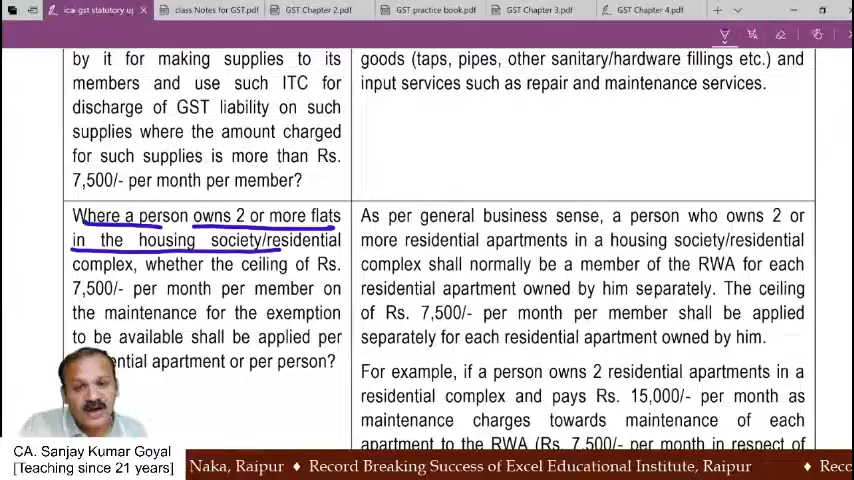 ica gst statutory up
class Notes for GST.pdf
GST Chapter 2.pdf
GST practice book.pdf
GST Chapter 3.pdf
GST Chapter 4.pdf
by it for making supplies to its
members and use such ITC for
discharge of GST liability on such
supplies where the amount charged
for such supplies is more than Rs.
7,500/- per month per member?
goods (taps, pipes, other sanitary/hardware fillings etc.) and
input services such as repair and maintenance services.
Where a person owns 2 or more flats
in the housing society/residential
complex, whether the ceiling of Rs.
7,500/- per month per member on
the maintenance for the exemption
to be available shall be applied per
ential apartment or per person?
As per general business sense, a person who owns 2 or
more residential apartments in a housing society/residential
complex shall normally be a member of the RWA for each
residential apartment owned by him separately. The ceiling
of Rs. 7,500/- per month per member shall be applied
separately for each residential apartment owned by him.
For example, if a person owns 2 residential apartments in a
residential complex and pays Rs. 15,000/- per month as
maintenance charges towards maintenance of each
apartment to the RWA (Rs. 7,500/- per month in respect of
CA. Sanjay Kumar Goyal
[Teaching since 21 years]
Naka, Raipur ♦ Record Breaking Success of Excel Educational Institute, Raipur ♦ Reco